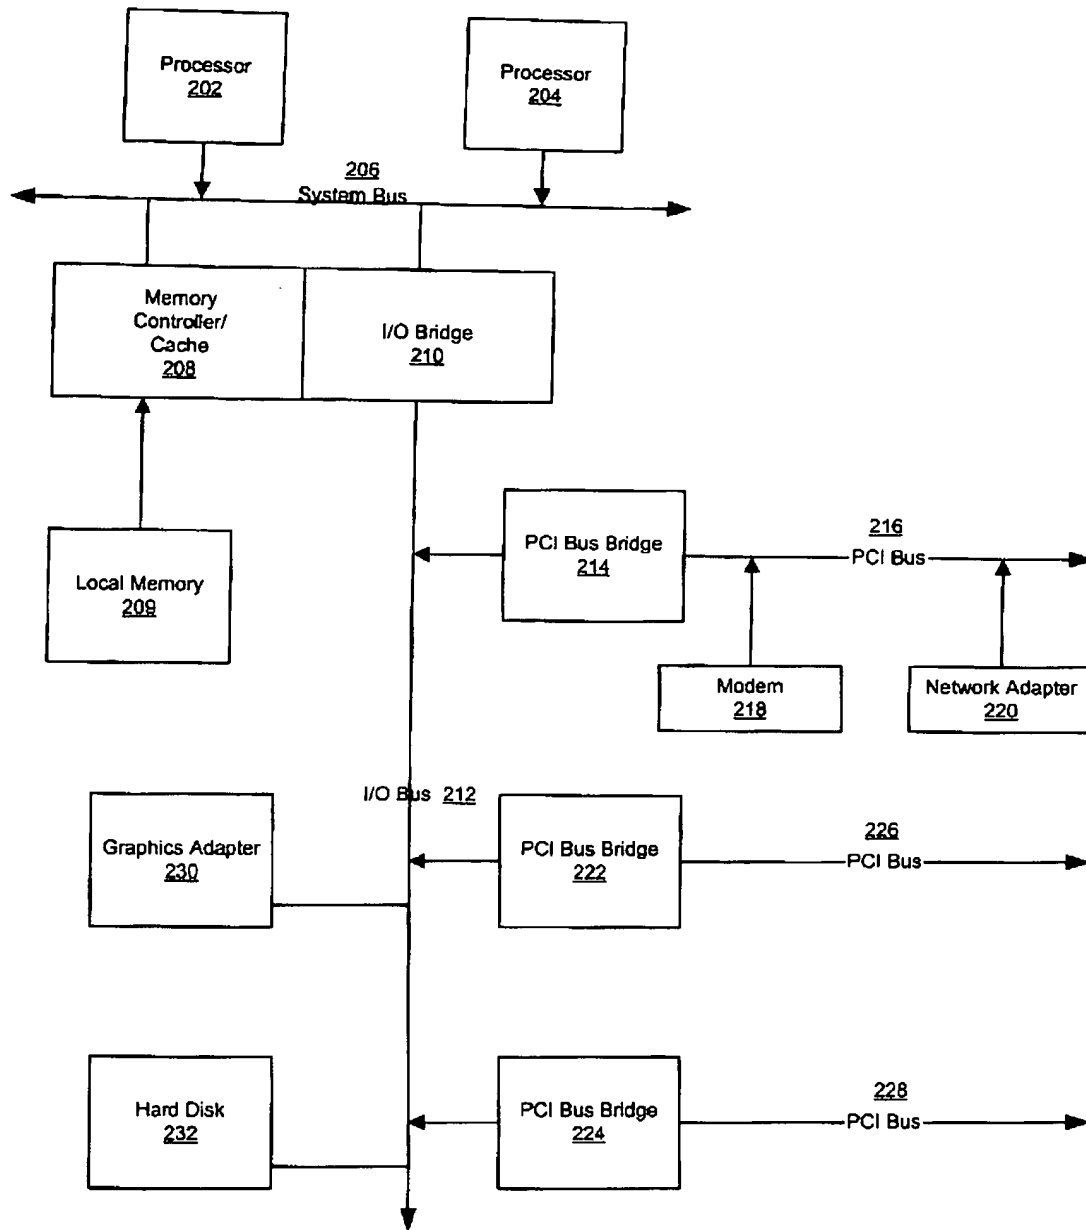 Processor
202
Processor
204
206
System Bus
Memory
Controller/
Cache
208
I/O Bridge
210
Local Memory
209
PCI Bus Bridge
214
216
PCI Bus
Modem
218
Network Adapter
220
I/O Bus 212
Graphics Adapter
230
PCI Bus Bridge
222
226
PCI Bus
Hard Disk
232
PCI Bus Bridge
224
228
PCI Bus